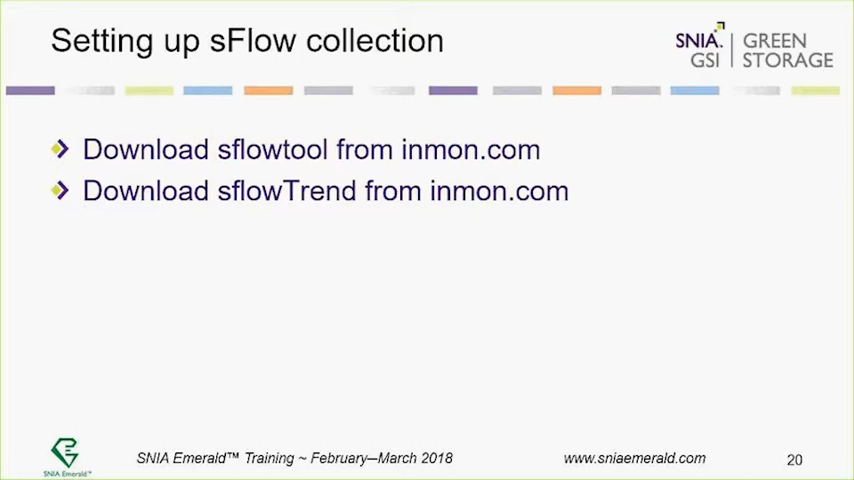 Setting up sFlow collection
SNIA. GREEN
GSI STORAGE
Download sflowtool from inmon.com
Download sflowTrend from inmon.com
SNIA Emerald™
SNIA Emerald™ Training ~ February—March 2018
www.sniaemerald.com
20